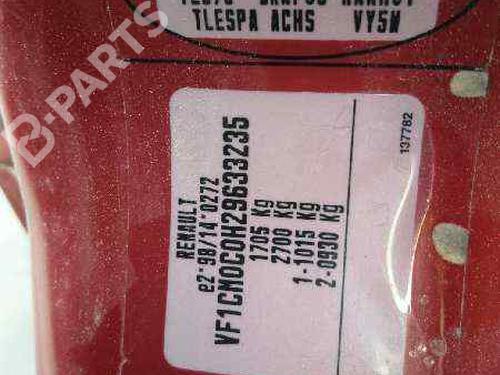 TLESPA ACHS VY5M
RENAULT
e2*98/14*0272
VF1CM0C0H29633235
1705 Kg
2700 Kg
1-1015 Kg
2-0930 Kg
137782
B-PARTS